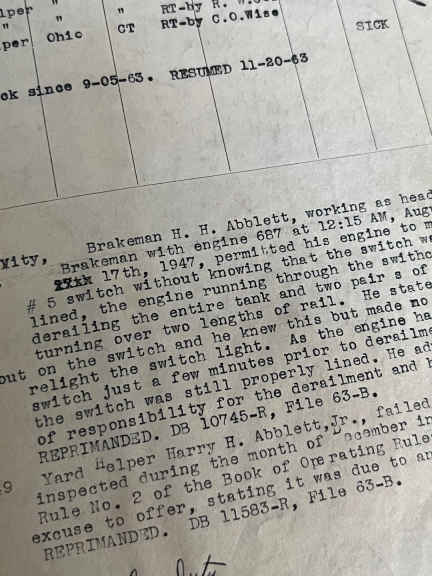 lper " " RT-by R.
" "
per Ohio CT RT-by C.O.Wise SICK
ok since 9-05-63. RESUMED 11-20-63
Brakeman H. H. Abblett, working as head
Brakeman with engine 687 at 12:15 AM,
17th, 1947, permitted his engine to
# 5 switch without knowing that the switch
lined, the engine running through the swithc
derailing the entire tank and two pair s of
turning over two lengths of rail. He state
out on the switch and he knew this but made no
relight the switch light. As the engine ha
switch just a few minutes prior to derailme
the switch was still properly lined. He ad
of responsibility for the derailment and
REPRIMANDED. DB 10745-R, File 63-B.
9 Yard Helper Harry H. Abblett,Jr., failed
inspected during the month of in
Rule No. 2 of the Book of Operating Rule
excuse to offer, stating it was due to an
REPRIMANDED. DB 11583-R, File 63-B.
Duty